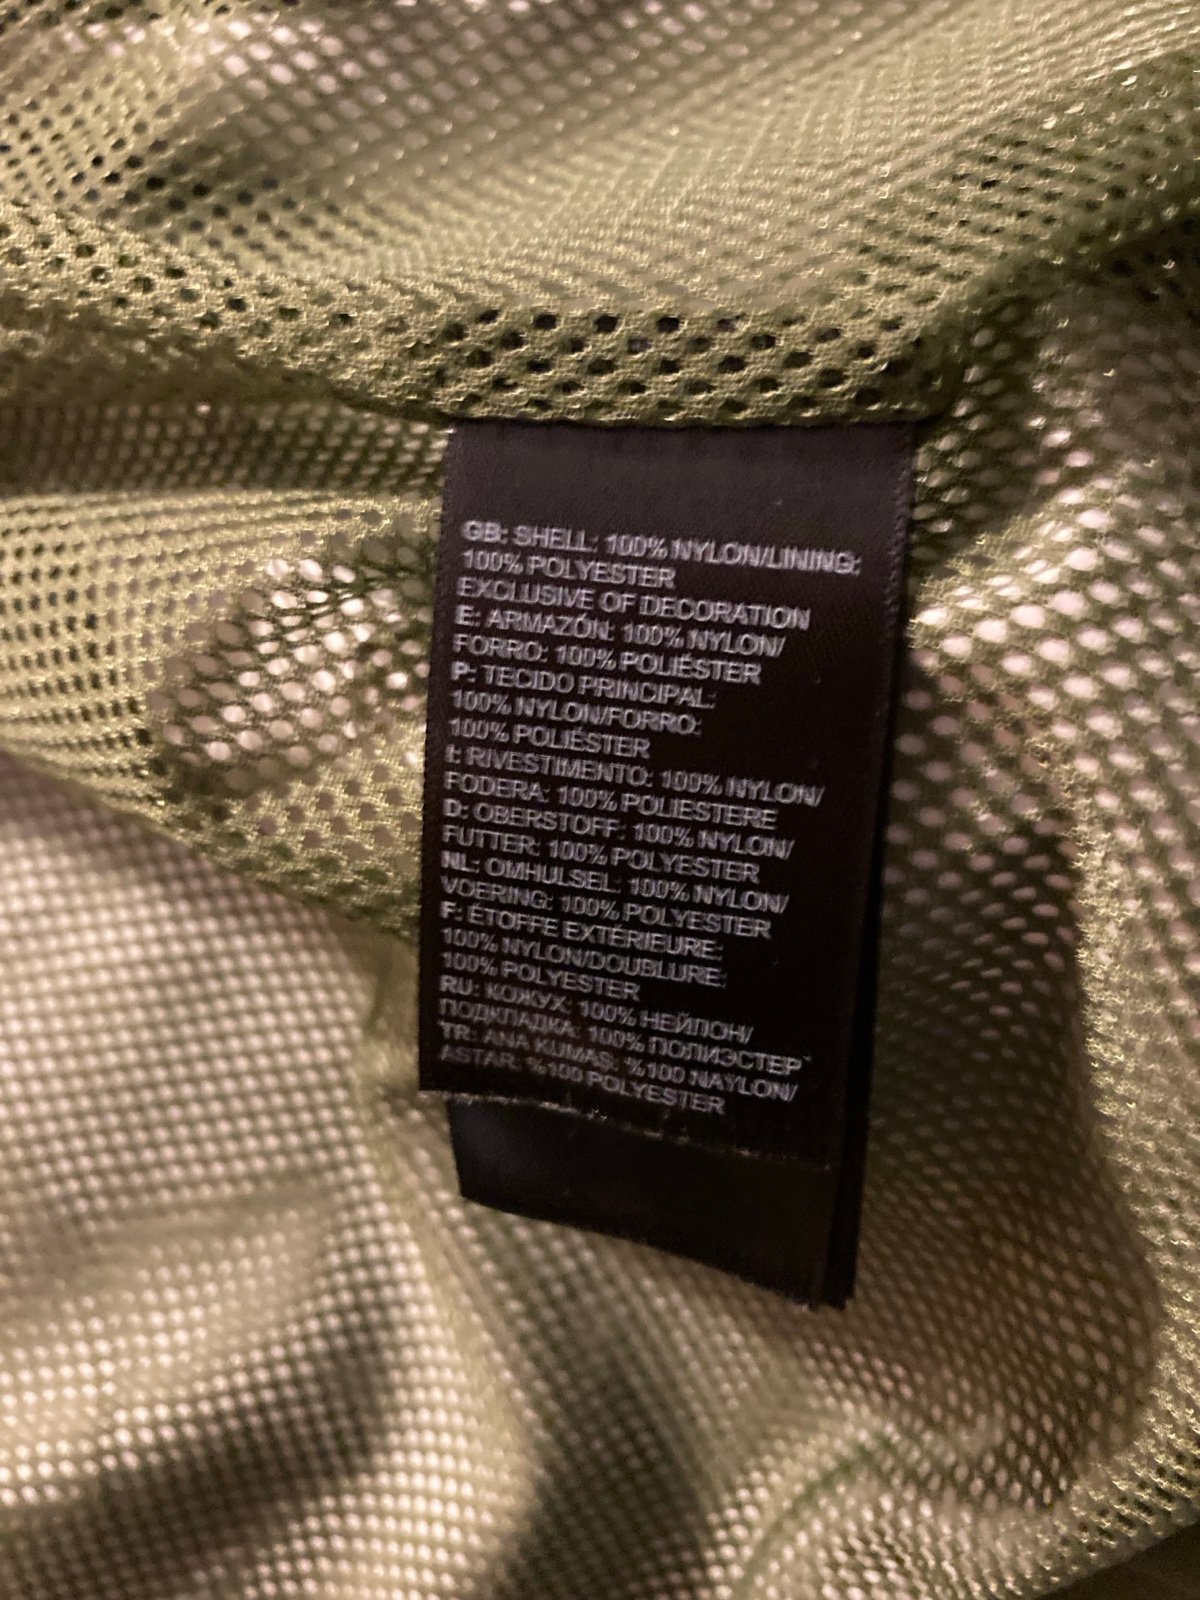 GB: SHELL: 100% NYLON/LINING:
100% POLYESTER
EXCLUSIVE OF DECORATION
E: ARMAZÓN: 100% NYLON/
FORRO: 100% POLIÉSTER
P: TECIDO PRINCIPAL:
100% NYLON/FORRO:
100% POLIÉSTER
I: RIVESTIMENTO: 100% NYLON/
FODERA: 100% POLIESTERE
D: OBERSTOFF: 100% NYLON/
FUTTER: 100% POLYESTER
NL: OMHULSEL: 100% NYLON/
VOERING: 100% POLYESTER
F: ÉTOFFE EXTÉRIEURE:
100% NYLON/DOUBLURE:
100% POLYESTER
RU: КОЖУХ: 100% НЕЙЛОН/
ПОДКЛАДКА: 100% ПОЛИЭСТЕР
TR: ANA KUMAS: %100 NAYLON/
ASTAR: %100 POLYESTER